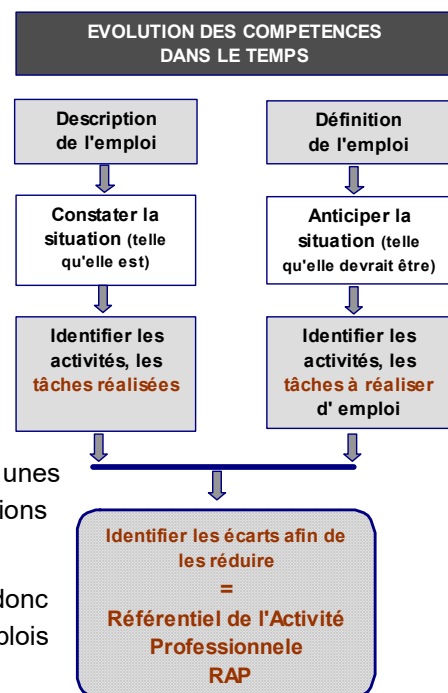 EVOLUTION DES COMPETENCES
DANS LE TEMPS
Description
de l'emploi
Définition
de l'emploi
Constater la
situation (telle
qu'elle est)
Anticiper la
situation (telle
qu'elle devrait être)
Identifier les
activités, les
tâches réalisées
Identifier les
activités, les
tâches à réaliser
d' emploi
unes
ions
donc
plois
Identifier les écarts afin de
les réduire
=
Référentiel de l'Activité
Professionnele
RAP